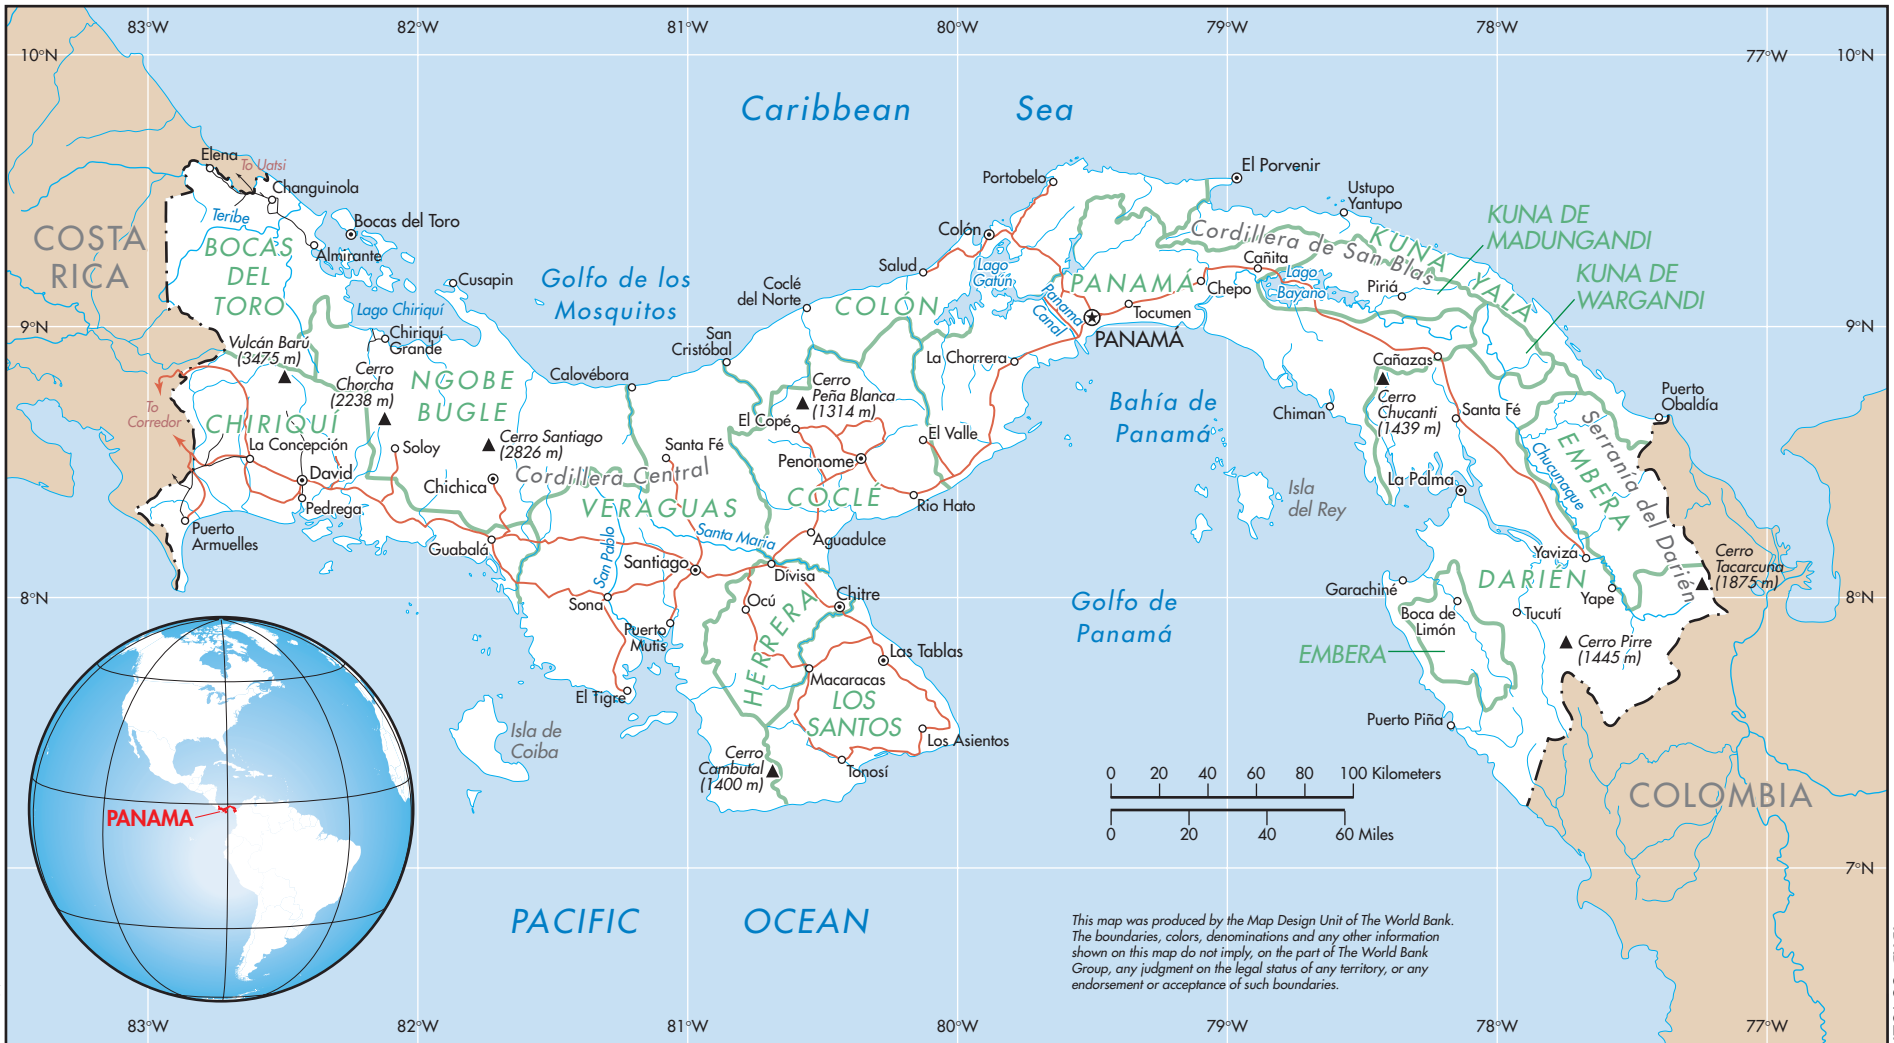 83°W
82°W
81°W
80°W
79°W
78°W
77°W
10°N
10°N
Caribbean Sea
Elena
To Uatsi
Changuinola
COSTA
RICA
Teribe
Bocas del Toro
BOCAS
DEL
TORO
Almirante
Cusapin
Golfo de los
Mosquitos
Lago Chiriquí
Chiriquí
Grande
Vulcán Barú
(3475 m)
Cerro
Chorcha
(2238 m)
NGOBE
BUGLE
To
Corredor
CHIRIQUÍ
La Concepción
Soloy
Cerro Santiago
(2826 m)
David
Chichica
Pedrega
Puerto
Armuelles
Guabalá
Cordillera Central
Calovébora
San
Cristóbal
Coclé
del Norte
Salud
Colón
Portobelo
El Porvenir
Ustupo
Yantupo
KUNA DE
MADUNGANDI
KUNA DE
WARGANDI
KUNA YALA
Cordillera de San Blas
Cañita
Lago
Bayano
Piriá
Lago
Gatún
COLÓN
PANAMÁ
Chepo
Panama
Canal
Tocumen
PANAMÁ
9°N
9°N
La Chorrera
Cerro
Peña Blanca
(1314 m)
El Copé
El Valle
Santa Fé
Penonome
VERAGUAS
COCLÉ
Río Hato
Aguadulce
Santa María
San Pablo
Santiago
Divisa
Sona
Ocú
Chitre
Puerto
Mutis
HERRERA
Las Tablas
Macaracas
LOS
SANTOS
El Tigre
Isla de
Coiba
Los Asientos
Cerro
Cambutal
(1400 m)
Tonosí
Bahía de
Panamá
Chiman
Cañazas
Cerro
Chucanti
(1439 m)
Santa Fé
Puerto
Obaldía
Serranía del Darién
EMBERA
Chucunaque
Isla
del Rey
La Palma
Yavizá
Cerro
Tacarcuna
(1875 m)
Garachiné
DARIEN
Yape
8°N
8°N
Golfo de
Panamá
Boca de
Limón
Tucutí
EMBERA
Cerro Pirre
(1445 m)
Puerto Piña
COLOMBIA
0 20 40 60 80 100 Kilometers
0 20 40 60 Miles
PANAMA
7°N
PACIFIC OCEAN
This map was produced by the Map Design Unit of The World Bank.
The boundaries, colors, denominations and any other information
shown on this map do not imply, on the part of The World Bank
Group, any judgment on the legal status of any territory, or any
endorsement or acceptance of such boundaries.
83°W
82°W
81°W
80°W
79°W
78°W
77°W